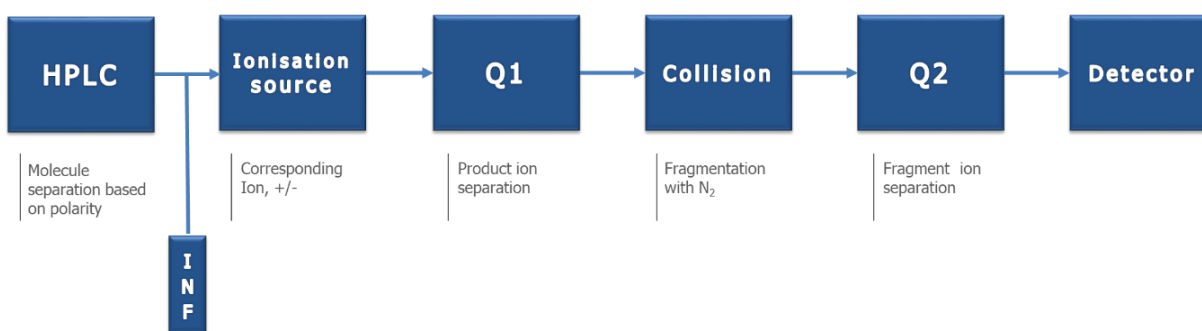 HPLC
Ionisation
source
Q1
Collision
Q2
Detector
Molecule
separation based
on polarity
Corresponding
Ion, +/-
Product ion
separation
Fragmentation
with N₂
Fragment ion
separation
I
N
F